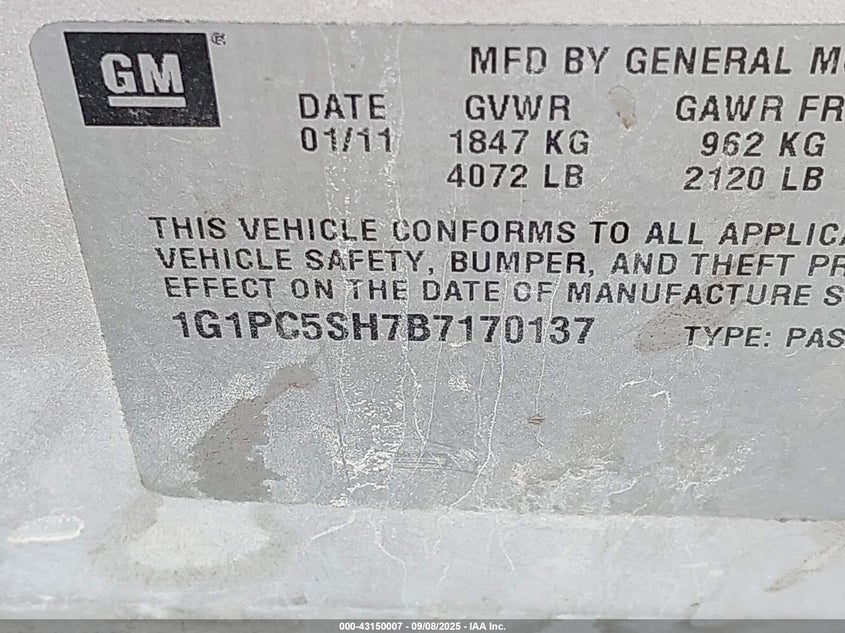 GM®
MFD BY GENERAL MO
DATE GVWR GAWR FR
01/11 1847 KG 962 KG
4072 LB 2120 LB
THIS VEHICLE CONFORMS TO ALL APPLICA
VEHICLE SAFETY, BUMPER, AND THEFT PR
EFFECT ON THE DATE OF MANUFACTURE S
1G1PC5SH7B7170137 TYPE: PAS
000-43150007 - 09/08/2025 - IAA Inc.